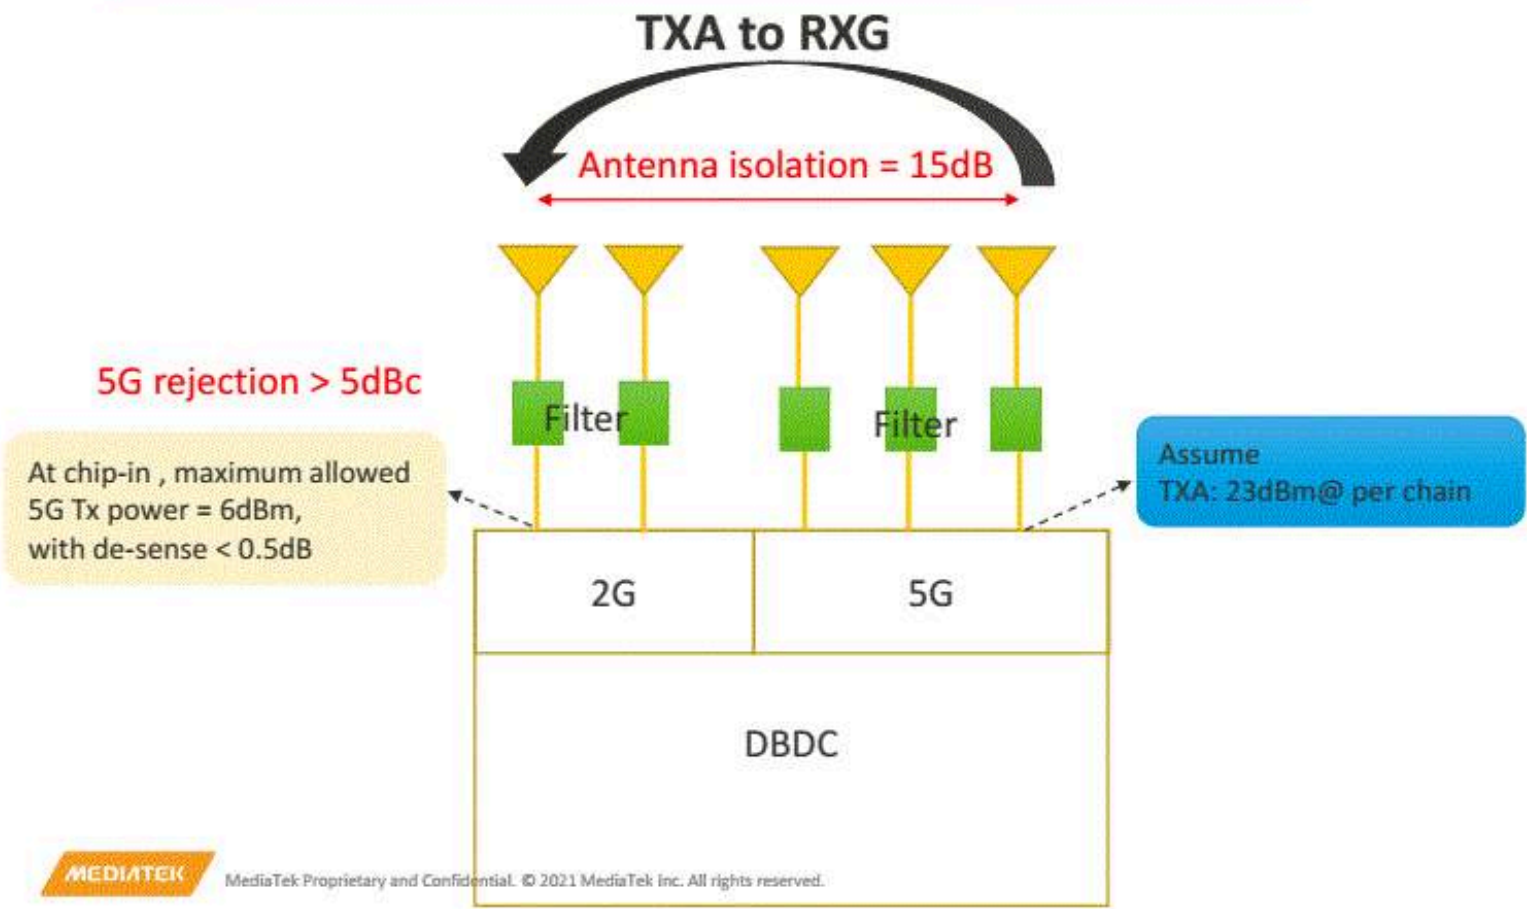 TXA to RXG
Antenna isolation = 15dB
5G rejection > 5dBc
Filter
Filter
At chip-in , maximum allowed
5G Tx power = 6dBm,
with de-sense < 0.5dB
Assume
TXA: 23dBm@ per chain
2G
5G
DBDC
MEDIATEK
MediaTek Proprietary and Confidential. © 2021 MediaTek Inc. All rights reserved.